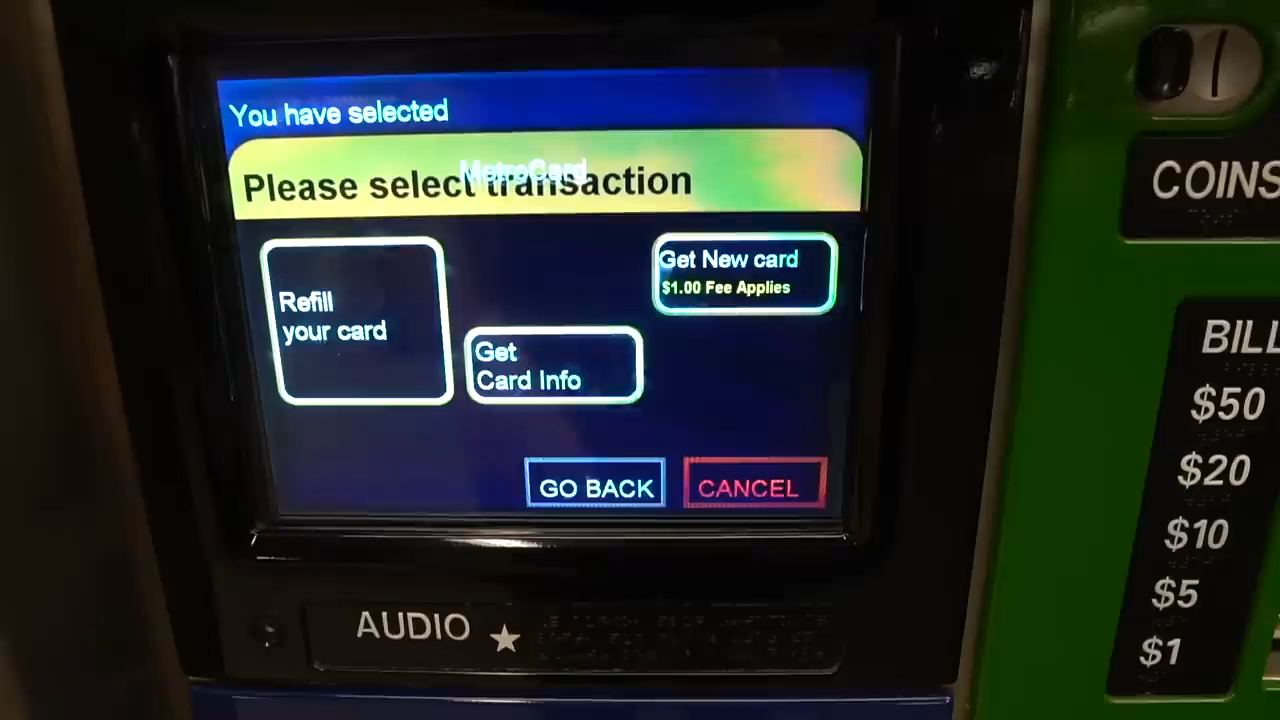 You have selected
MetroCard
Please select transaction
Refill
your card
Get
Card Info
Get New card
$1.00 Fee Applies
GO BACK
CANCEL
AUDIO ★
COINS
BILL
$50
$20
$10
$5
$1